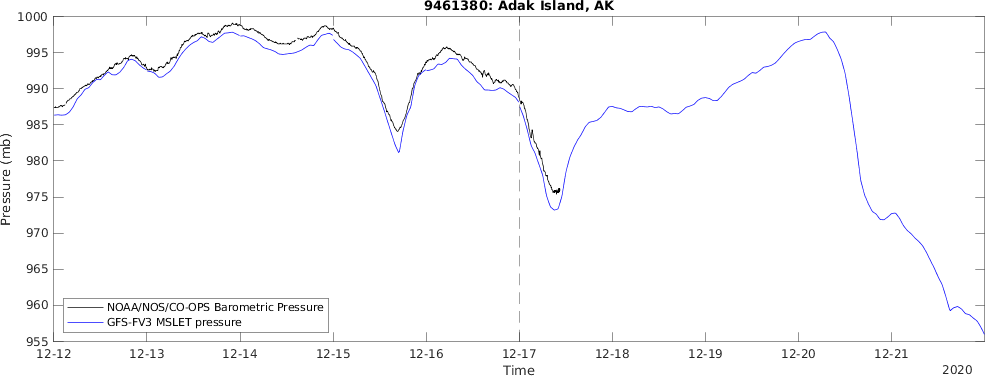 9461380: Adak Island, AK
Pressure (mb)
1000
995
990
985
980
975
970
965
960
955
NOAA/NOS/CO-OPS Barometric Pressure
GFS-FV3 MSLET pressure
12-12 12-13 12-14 12-15 12-16 12-17 12-18 12-19 12-20 12-21
Time
2020